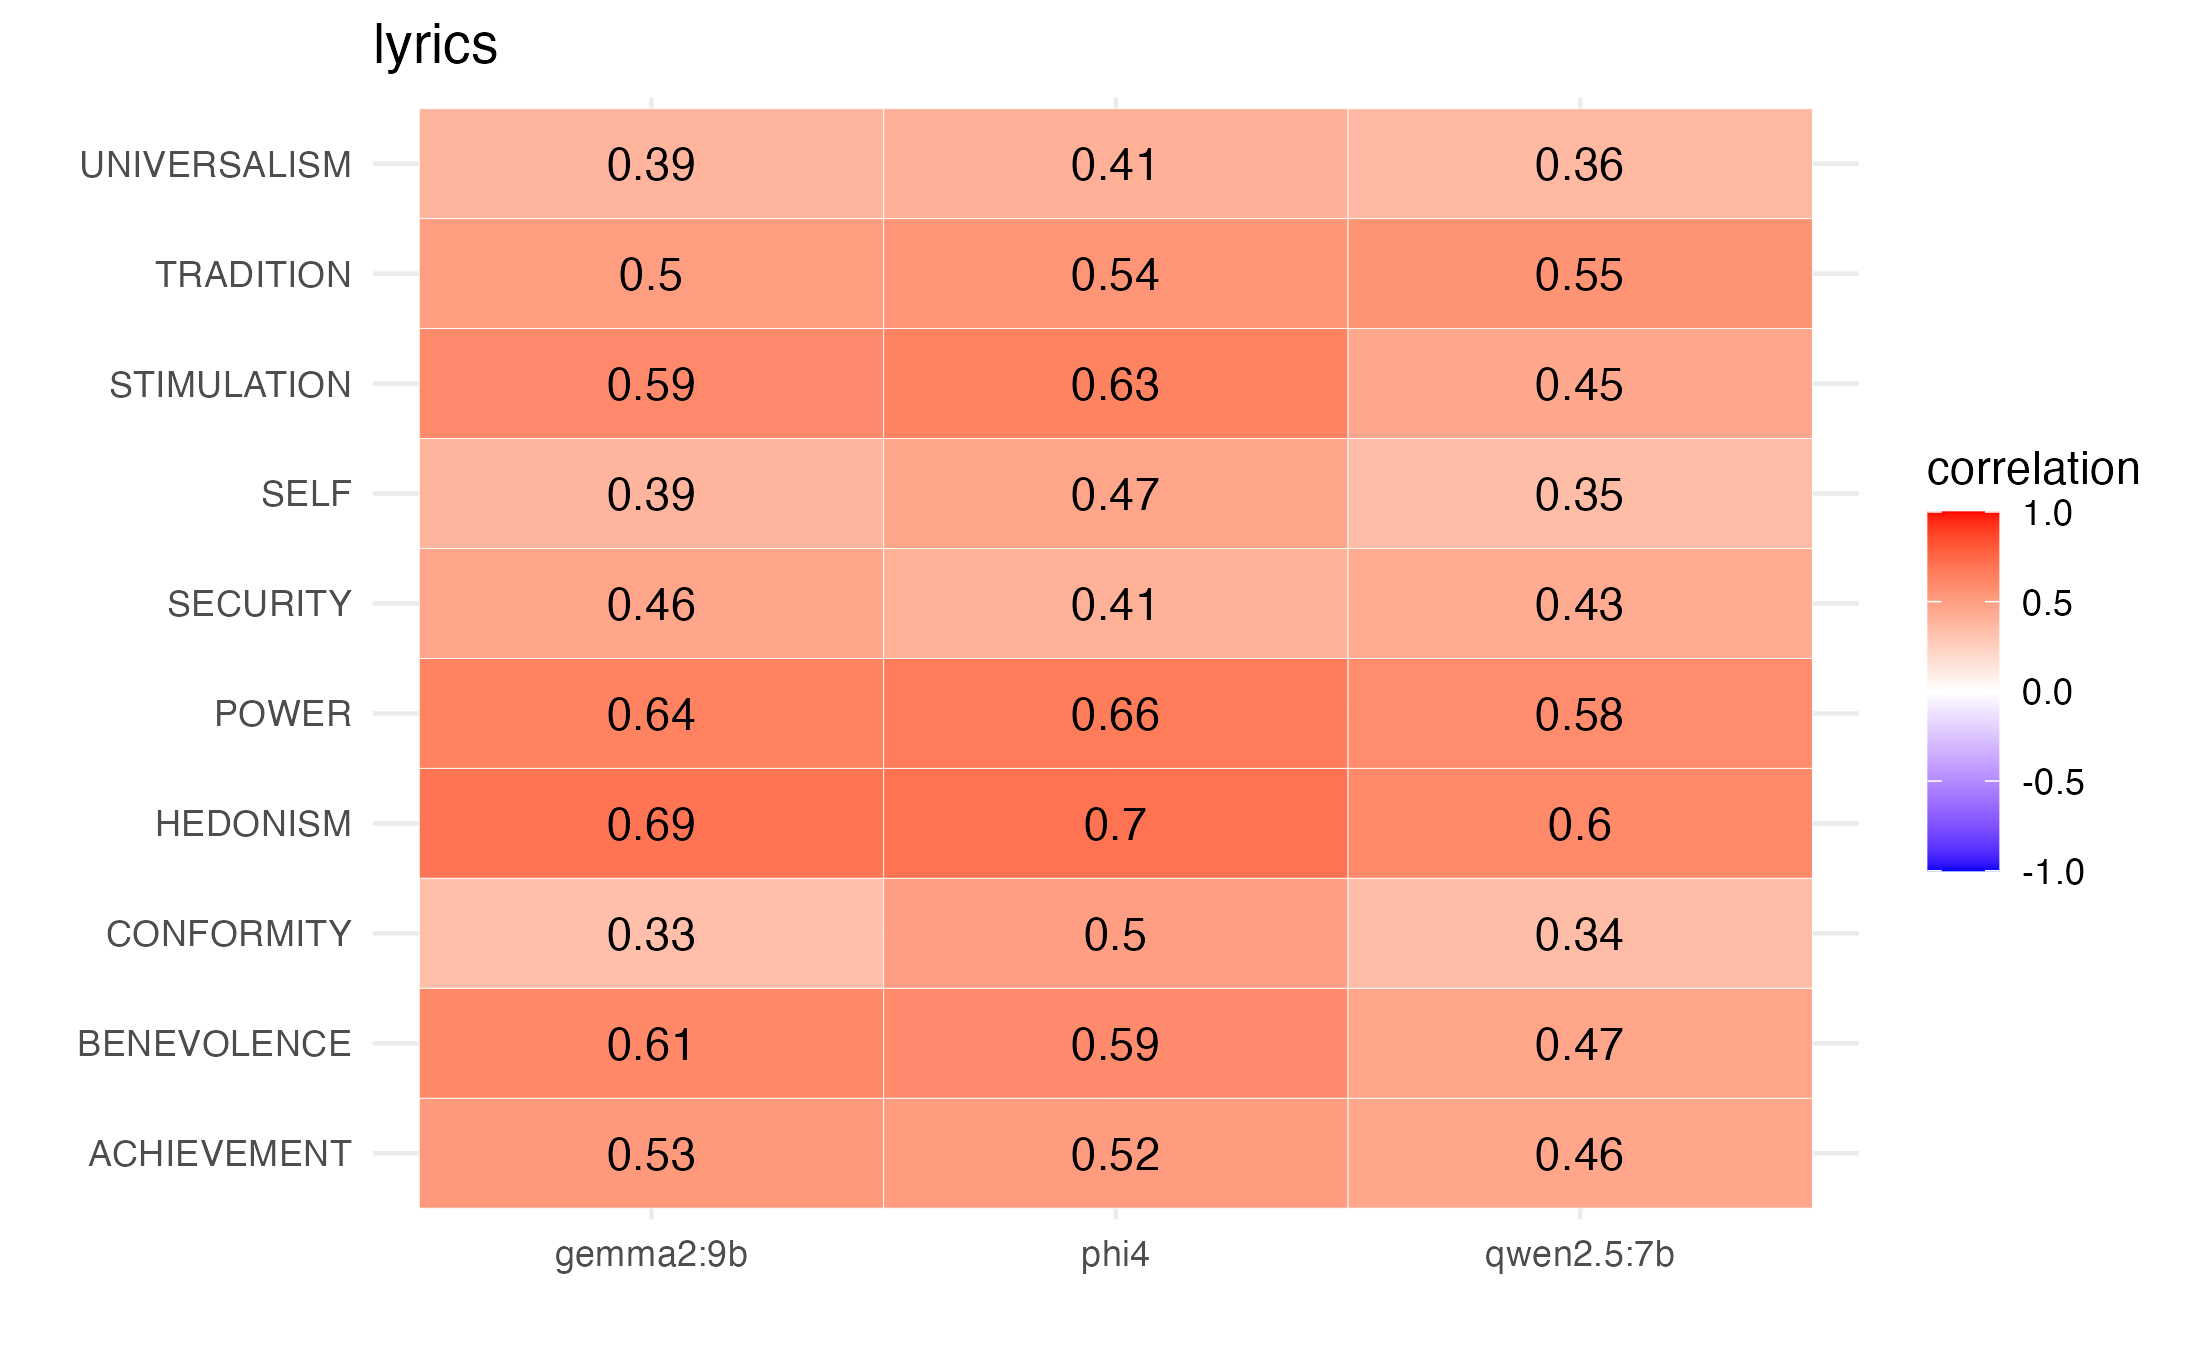 lyrics
UNIVERSALISM 0.39 0.41 0.36
TRADITION 0.5 0.54 0.55
STIMULATION 0.59 0.63 0.45
SELF 0.39 0.47 0.35
SECURITY 0.46 0.41 0.43
POWER 0.64 0.66 0.58
HEDONISM 0.69 0.7 0.6
CONFORMITY 0.33 0.5 0.34
BENEVOLENCE 0.61 0.59 0.47
ACHIEVEMENT 0.53 0.52 0.46
gemma2:9b phi4 qwen2.5:7b
correlation
1.0
0.5
0.0
-0.5
-1.0